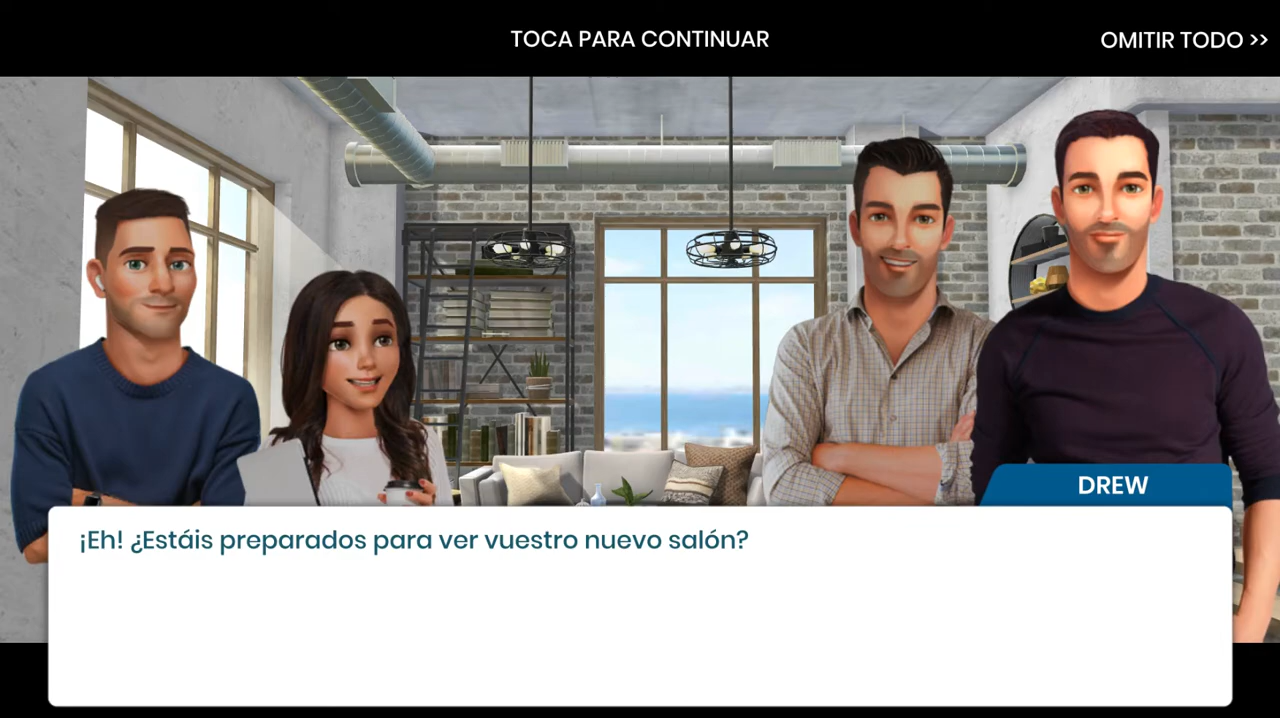 TOCA PARA CONTINUAR
OMITIR TODO >>
DREW
¡Eh! ¿Estáis preparados para ver vuestro nuevo salón?